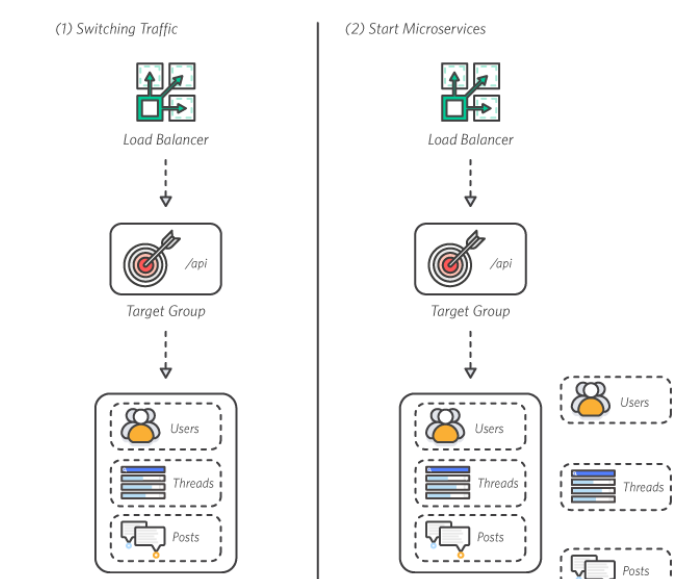 (1) Switching Traffic
Load Balancer
/api
Target Group
Users
Threads
Posts
(2) Start Microservices
Load Balancer
/api
Target Group
Users
Threads
Posts
Users
Threads
Posts